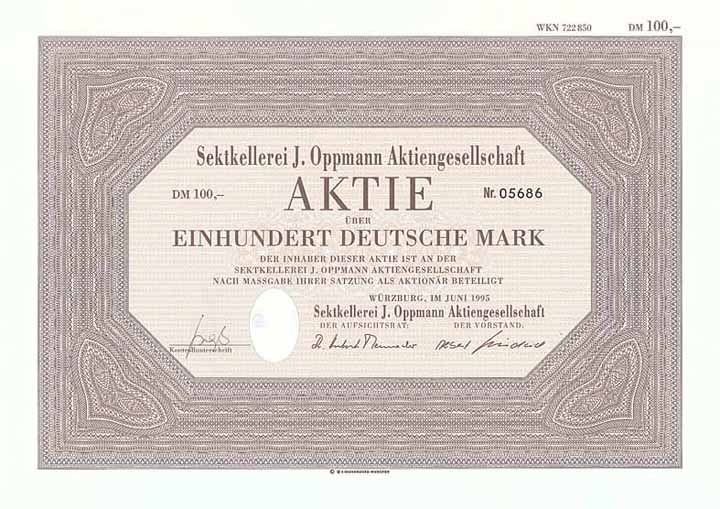 WKN 722 850 DM 100,–
Sektkellerei J. Oppmann Aktiengesellschaft
DM 100,– AKTIE Nr. 05686
ÜBER
EINHUNDERT DEUTSCHE MARK
DER INHABER DIESER AKTIE IST AN DER
SEKTKELLEREI J. OPPMANN AKTIENGESELLSCHAFT
NACH MASSGABE IHRER SATZUNG ALS AKTIONÄR BETEILIGT
WÜRZBURG, IM JUNI 1995
Sektkellerei J. Oppmann Aktiengesellschaft
DER AUFSICHTSRAT: DER VORSTAND:
Kontrollunterschrift